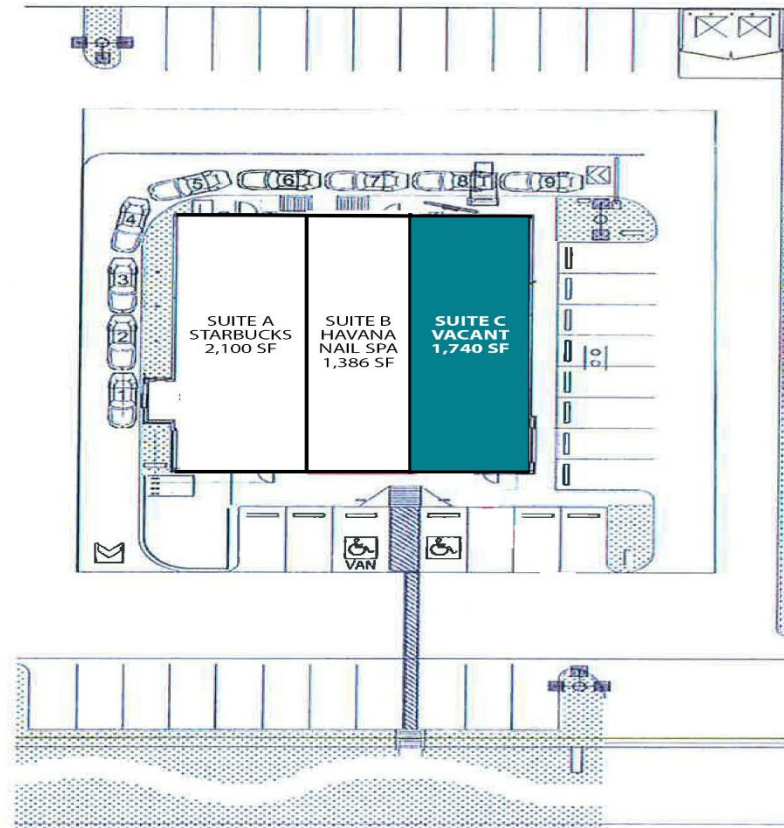 5
6
7
8
9
4
3
2
1
SUITE A
STARBUCKS
2,100 SF
SUITE B
HAVANA
NAIL SPA
1,386 SF
SUITE C
VACANT
1,740 SF
VAN